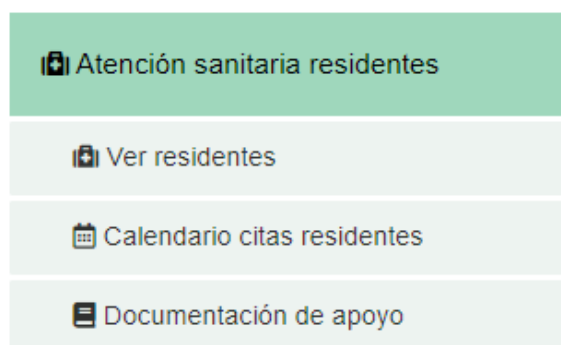 Atención sanitaria residentes
Ver residentes
Calendario citas residentes
Documentación de apoyo